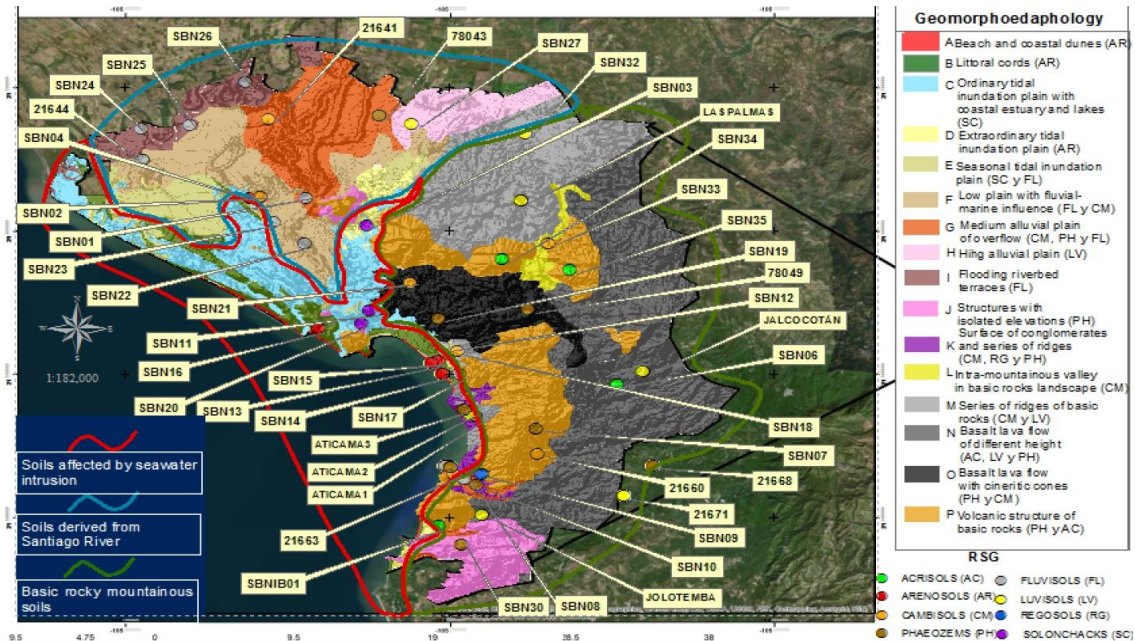 SBN26
21641
78043
SBN27
SBN32
SBN03
LAS PALMAS
SBN34
SBN33
SBN35
SBN19
78049
SBN12
JALCOCOTÁN
SBN06
SBN25
SBN24
21644
SBN04
SBN02
SBN01
SBN23
SBN22
SBN21
SBN11
SBN16
SBN20
SBN15
SBN13
SBN14
SBN17
ATICAMA3
ATICAMA2
ATICAMA1
21663
SBNIB01
SBN30
SBN08
JOLOTEMBA
SBN10
SBN09
21671
21660
21668
SBN07
SBN18
1:182,000
Soils affected by seawater
intrusion
Soils derived from
Santiago River
Basic rocky mountainous
soils
9.5 4.75 0 9.5 19 28.5 38
Geomorphoedaphology
A Beach and coastal dunes (AR)
B Littoral cords (AR)
C Ordinary tidal
inundation plain with
coastal estuary and lakes
(SC)
D Extraordinary tidal
inundation plain (AR)
E Seasonal tidal inundation
plain (SC y FL)
F Low plain with fluvial-
marine influence (FL y CM)
G Medium alluvial plain
of overflow (CM, PH y FL)
H Hihg alluvial plain (LV)
I Flooding riverbed
terraces (FL)
J Structures with
isolated elevations (PH)
Surface of conglomerates
K and series of ridges
(CM, RG y PH)
L Intra-mountainous valley
in basic rocks landscape (CM)
M Series of ridges of basic
rocks (CM y LV)
N Basalt lava flow
of different height
(AC, LV y PH)
O Basalt lava flow
with cineritic cones
(PH y CM)
P Volcanic structure of
basic rocks (PH y AC)
RSG
ACRISOLS (AC)
ARENOSOLS (AR)
CAMBISOLS (CM)
PHAEOZEMS (PH)
FLUVISOLS (FL)
LUVISOLS (LV)
REGOSOLS (RG)
SOLONCHACKS (SC)